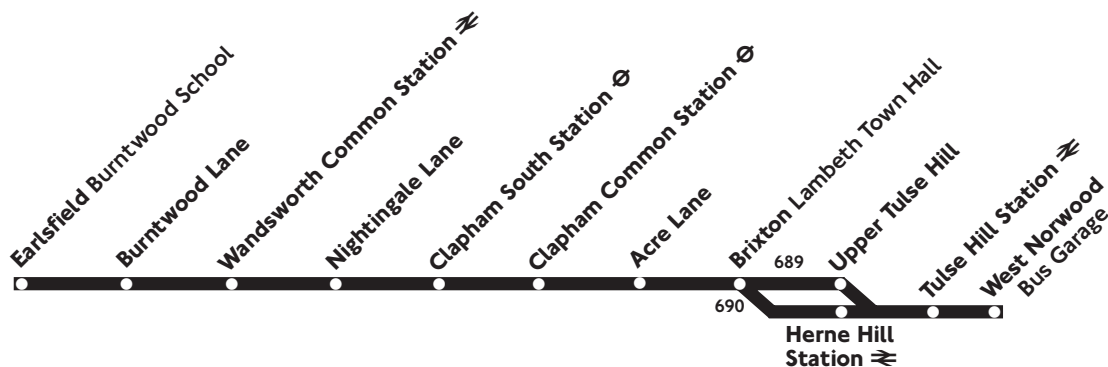 Earlsfield Burntwood School
Burntwood Lane
Wandsworth Common Station
Nightingale Lane
Clapham South Station
Clapham Common Station
Acre Lane
Brixton Lambeth Town Hall
689
690
Upper Tulse Hill
Herne Hill
Station
Tulse Hill Station
West Norwood
Bus Garage